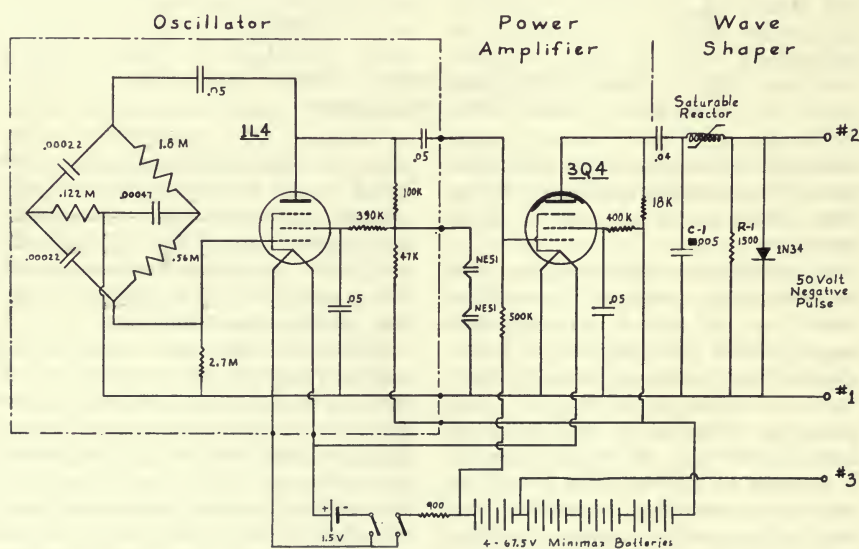 Oscillator
Power
Amplifier
Wave
Shaper
.05
1L4
.00022
1.8M
.122 M
.00047
.00022
.56M
2.7M
390K
.05
.05
100K
47K
NE51
NE51
500K
3Q4
400K
.05
18K
.04
Saturable
Reactor
C-1
.005
R-1
1500
1N34
#2
50 Volt
Negative
Pulse
#1
#3
+ -
1.5V
900
4-67.5V Minimax Batteries